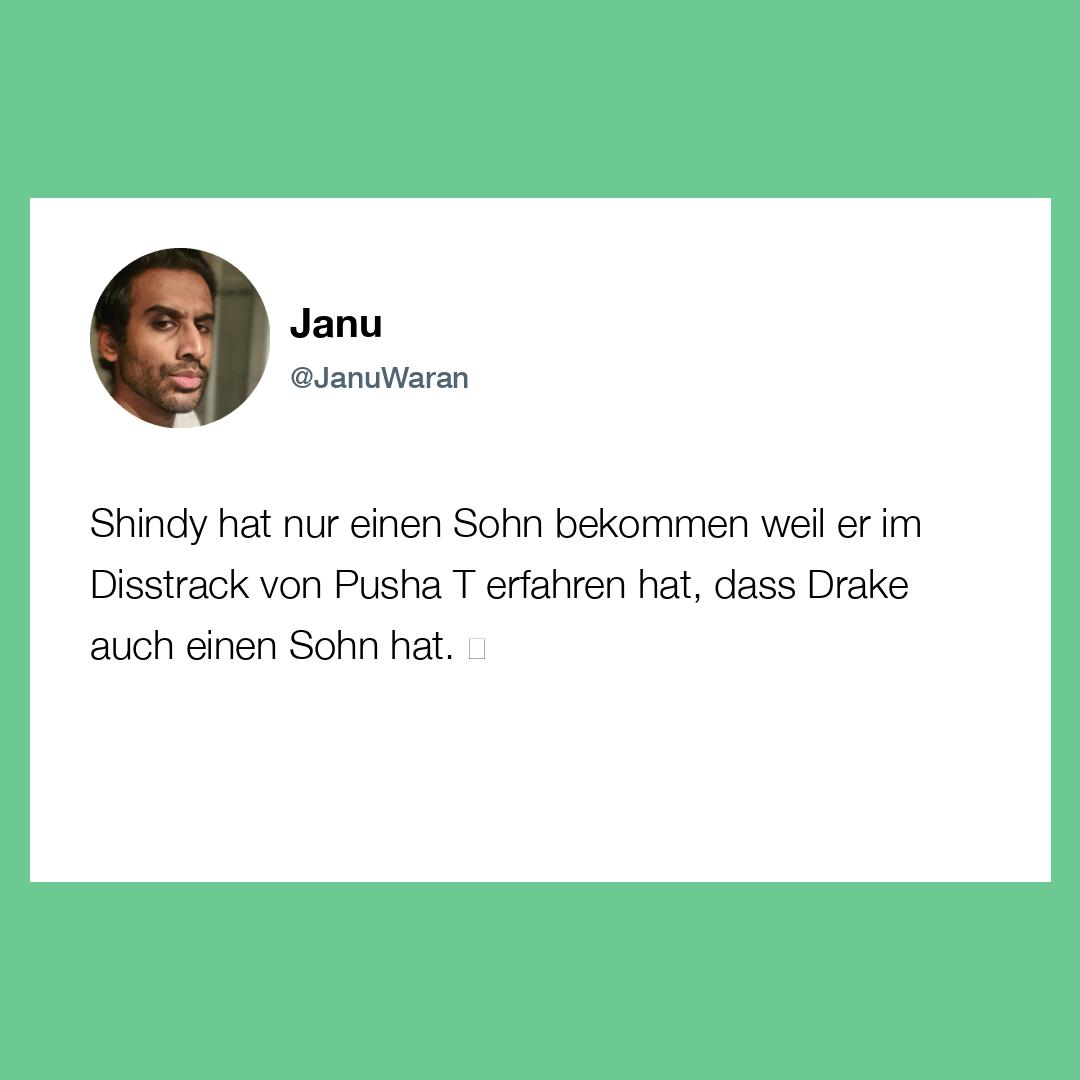 Janu
@JanuWaran
Shindy hat nur einen Sohn bekommen weil er im
Disstrack von Pusha T erfahren hat, dass Drake
auch einen Sohn hat.